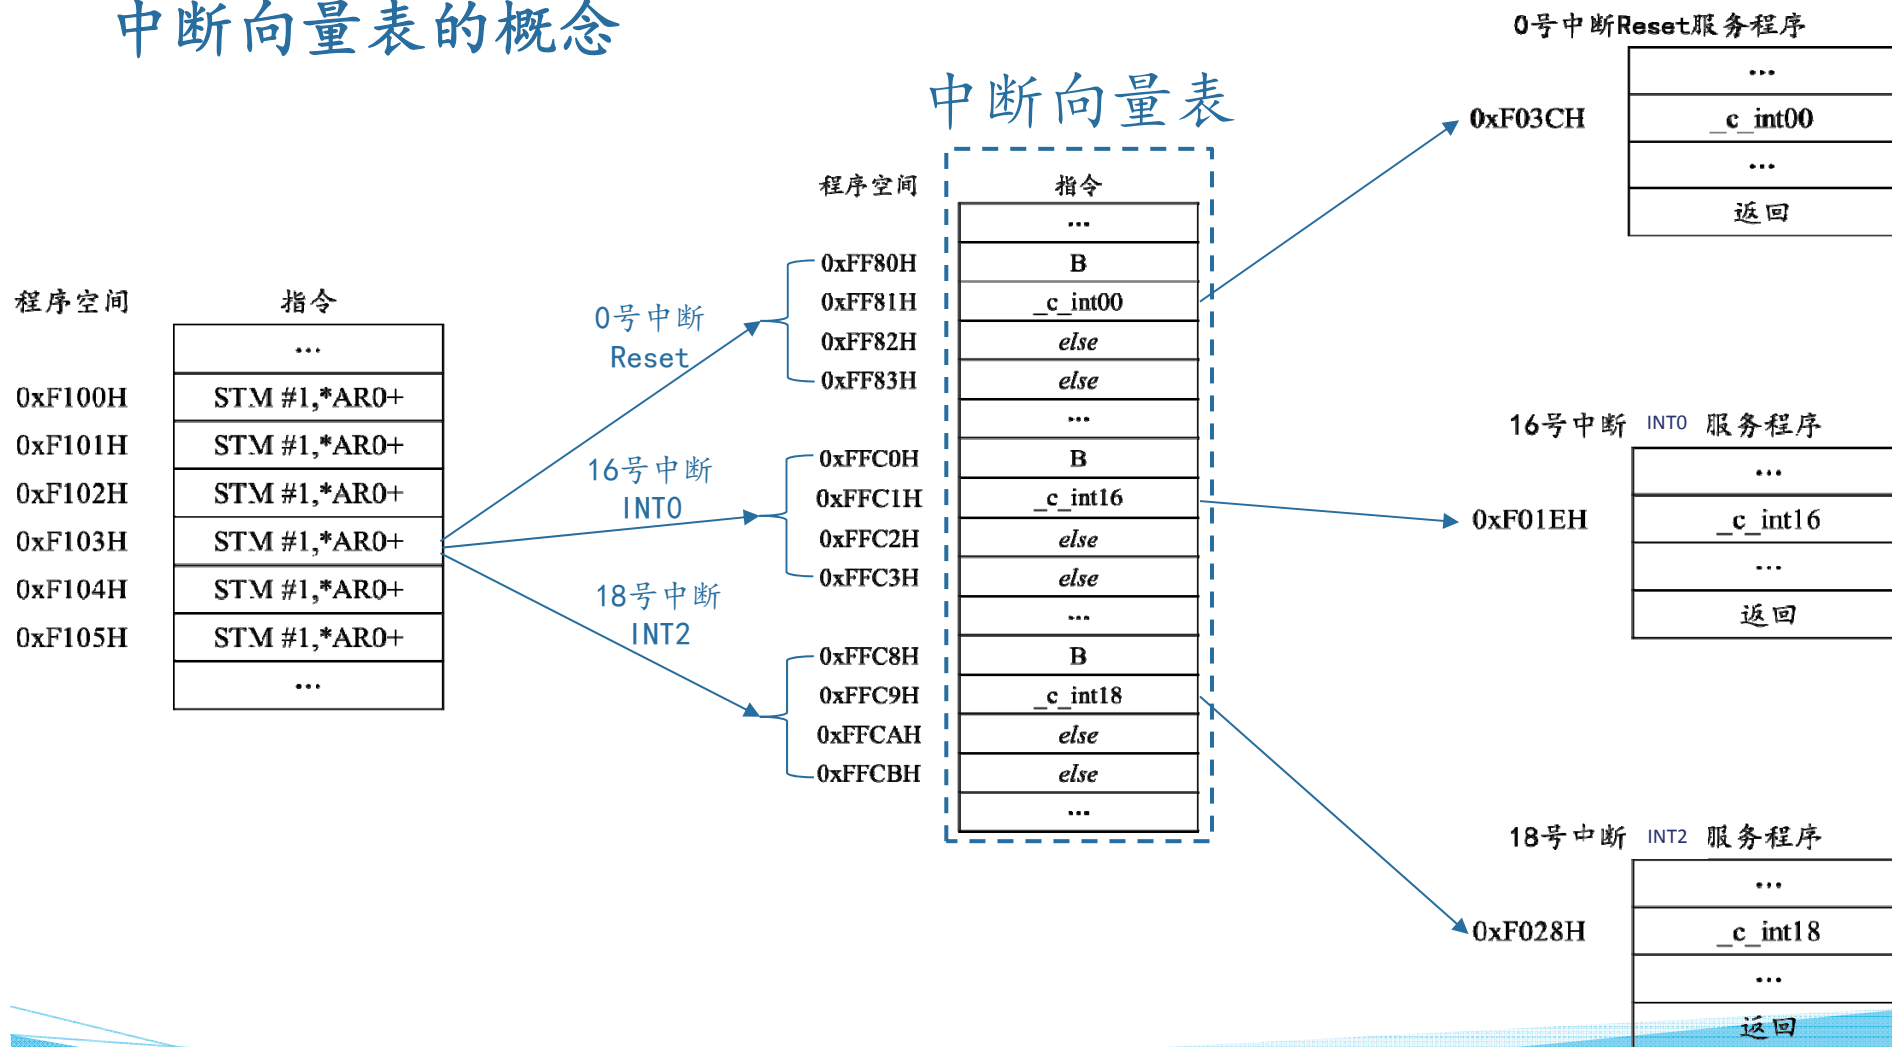 中断向量表的概念
程序空间 指令
...
0xF100H STM #1,*AR0+
0xF101H STM #1,*AR0+
0xF102H STM #1,*AR0+
0xF103H STM #1,*AR0+
0xF104H STM #1,*AR0+
0xF105H STM #1,*AR0+
...
0号中断
Reset
16号中断
INT0
18号中断
INT2
中断向量表
程序空间 指令
...
0xFF80H B
0xFF81H _c_int00
0xFF82H else
0xFF83H else
...
0xFFC0H B
0xFFC1H _c_int16
0xFFC2H else
0xFFC3H else
...
0xFFC8H B
0xFFC9H _c_int18
0xFFCAH else
0xFFCBH else
...
0号中断Reset服务程序
...
0xF03CH _c_int00
...
返回
16号中断 INT0 服务程序
...
0xF01EH _c_int16
...
返回
18号中断 INT2 服务程序
...
0xF028H _c_int18
...
返回